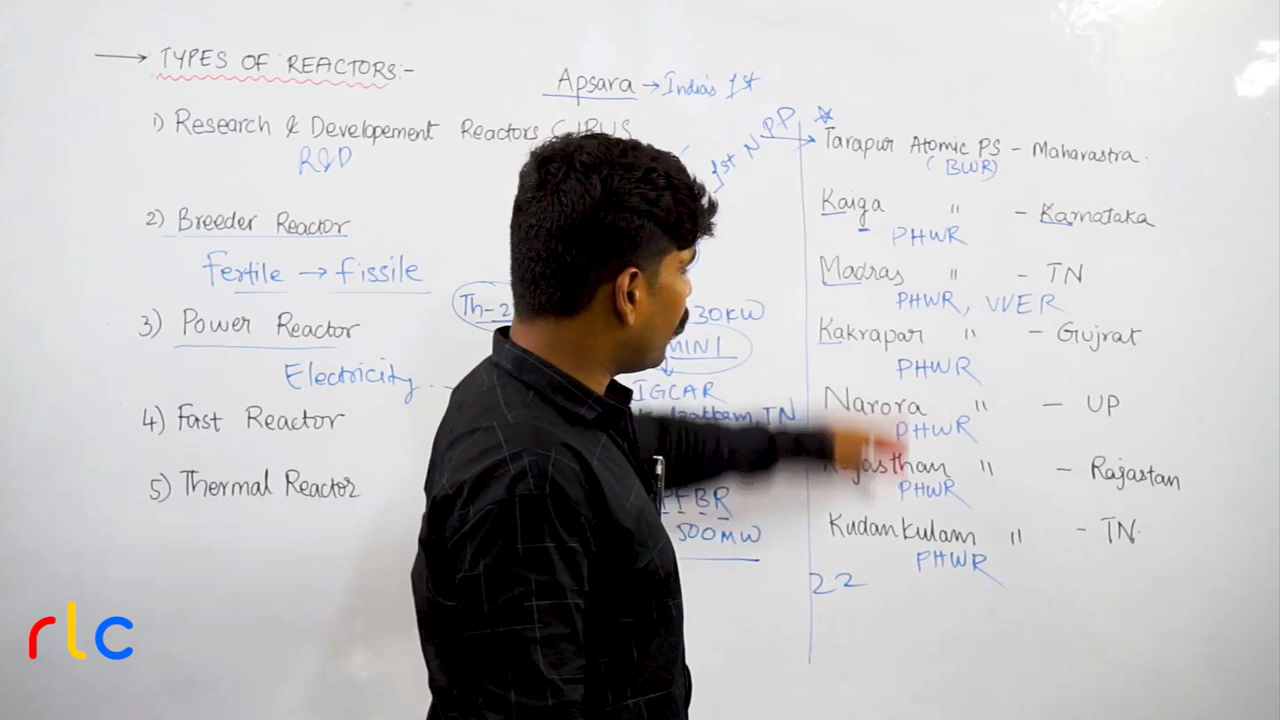 → TYPES OF REACTORS:-
Apsara → India's 1st
1) Research & Developement Reactors CIRUS
R&D
2) Breeder Reactor
fertile → fissile
Th-2
3) Power Reactor
30KW
MINI
Electricity
IGCAR
4) Fast Reactor
TN
5) Thermal Reactor
PFBR
500MW
1st NPP
Tarapur Atomic PS - Maharastra.
(BWR)
Kaiga " - Karnataka
PHWR
Madras " - TN
PHWR, VVER
Kakrapar " - Gujrat
PHWR
Narora " - UP
PHWR
Rajasthan " - Rajastan
PHWR
Kudankulam " - TN.
PHWR
22
rlc